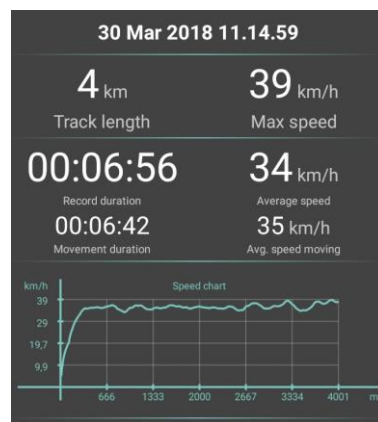 30 Mar 2018 11.14.59
4 km
39 km/h
Track length
Max speed
00:06:56
34 km/h
Record duration
Average speed
00:06:42
35 km/h
Movement duration
Avg. speed moving
km/h
Speed chart
39
29
19,7
9,9
666 1333 2000 2667 3334 4001 m